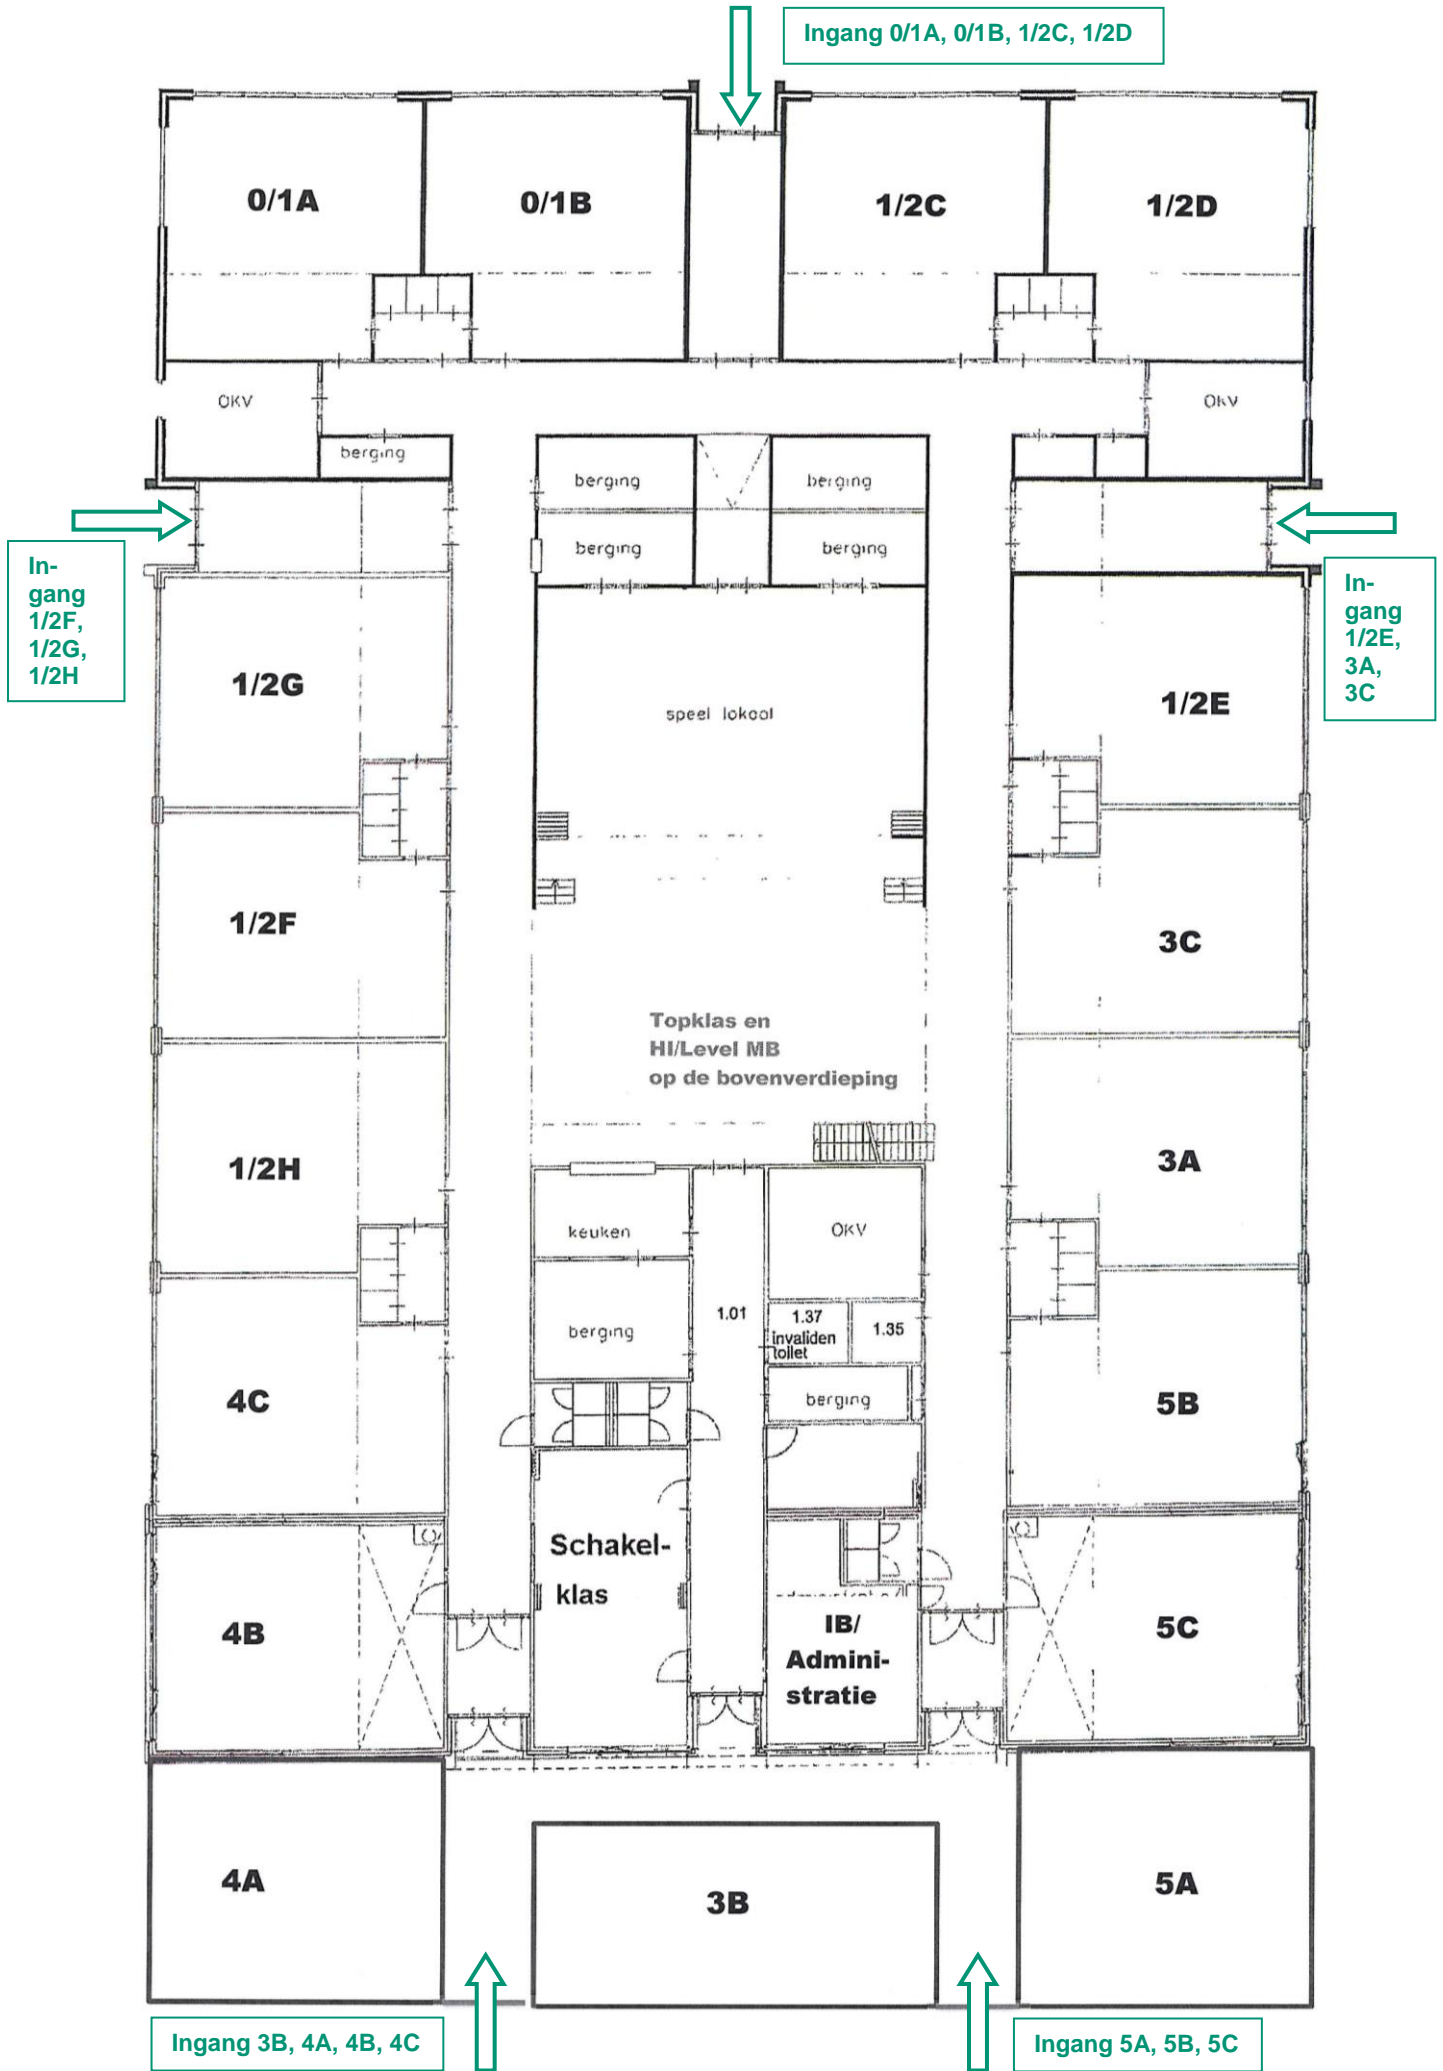 Ingang 0/1A, 0/1B, 1/2C, 1/2D
0/1A
0/1B
1/2C
1/2D
OKV
OKV
berging
berging
berging
berging
berging
In-
gang
1/2F,
1/2G,
1/2H
In-
gang
1/2E,
3A,
3C
1/2G
1/2E
speel lokaal
1/2F
3C
Topklas en
HI/Level MB
op de bovenverdieping
1/2H
3A
keuken
OKV
1.01
1.37
invaliden
toilet
1.35
berging
berging
4C
5B
Schakel-
klas
4B
IB/
Admini-
stratie
5C
4A
3B
5A
Ingang 3B, 4A, 4B, 4C
Ingang 5A, 5B, 5C